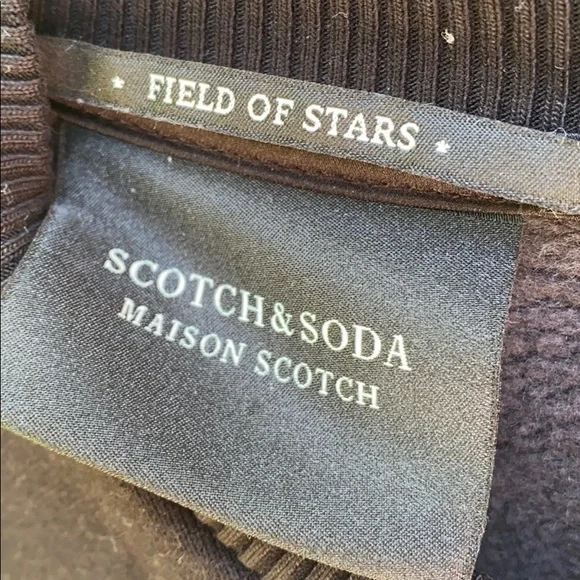 * FIELD OF STARS *
SCOTCH&SODA
MAISON SCOTCH